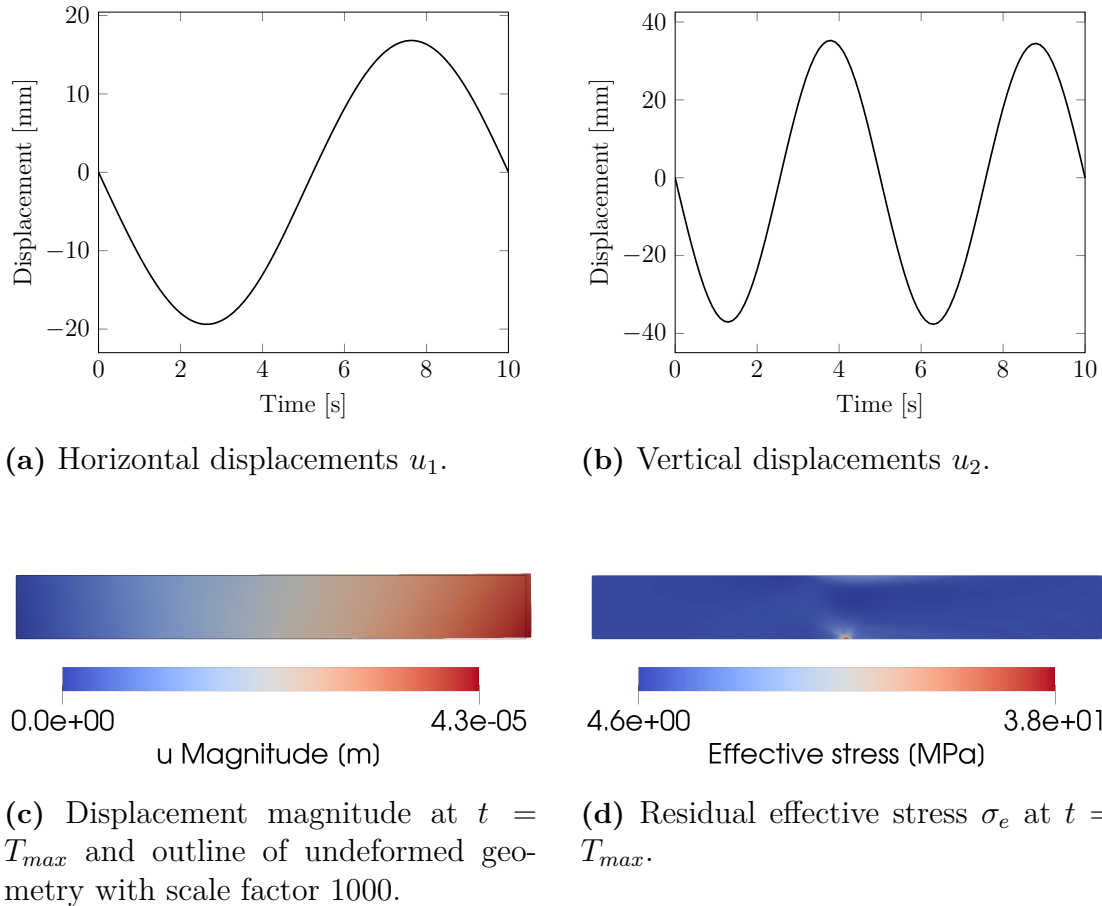 Displacement [mm]
20
10
0
−10
−20
0 2 4 6 8 10
Time [s]
(a) Horizontal displacements u₁.
Displacement [mm]
40
20
0
−20
−40
0 2 4 6 8 10
Time [s]
(b) Vertical displacements u₂.
0.0e+00 4.3e-05
u Magnitude (m)
(c) Displacement magnitude at t =
Tₘₐₓ and outline of undeformed geo-
metry with scale factor 1000.
4.6e+00 3.8e+01
Effective stress (MPa)
(d) Residual effective stress σₑ at t =
Tₘₐₓ.